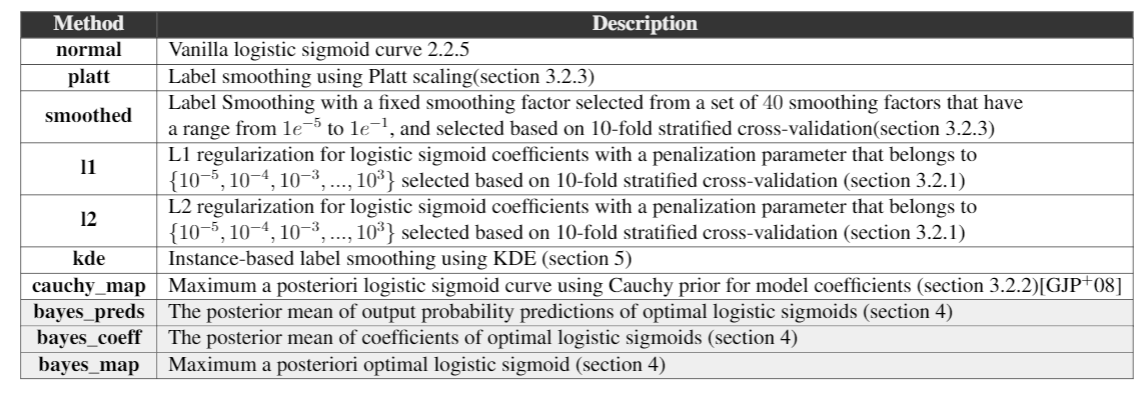 Method Description
normal Vanilla logistic sigmoid curve 2.2.5
platt Label smoothing using Platt scaling(section 3.2.3)
smoothed Label Smoothing with a fixed smoothing factor selected from a set of 40 smoothing factors that have
a range from 1e⁻⁵ to 1e⁻¹, and selected based on 10-fold stratified cross-validation(section 3.2.3)
l1 L1 regularization for logistic sigmoid coefficients with a penalization parameter that belongs to
{10⁻⁵, 10⁻⁴, 10⁻³, ..., 10³} selected based on 10-fold stratified cross-validation (section 3.2.1)
l2 L2 regularization for logistic sigmoid coefficients with a penalization parameter that belongs to
{10⁻⁵, 10⁻⁴, 10⁻³, ..., 10³} selected based on 10-fold stratified cross-validation (section 3.2.1)
kde Instance-based label smoothing using KDE (section 5)
cauchy_map Maximum a posteriori logistic sigmoid curve using Cauchy prior for model coefficients (section 3.2.2)[GJP⁺08]
bayes_preds The posterior mean of output probability predictions of optimal logistic sigmoids (section 4)
bayes_coeff The posterior mean of coefficients of optimal logistic sigmoids (section 4)
bayes_map Maximum a posteriori optimal logistic sigmoid (section 4)